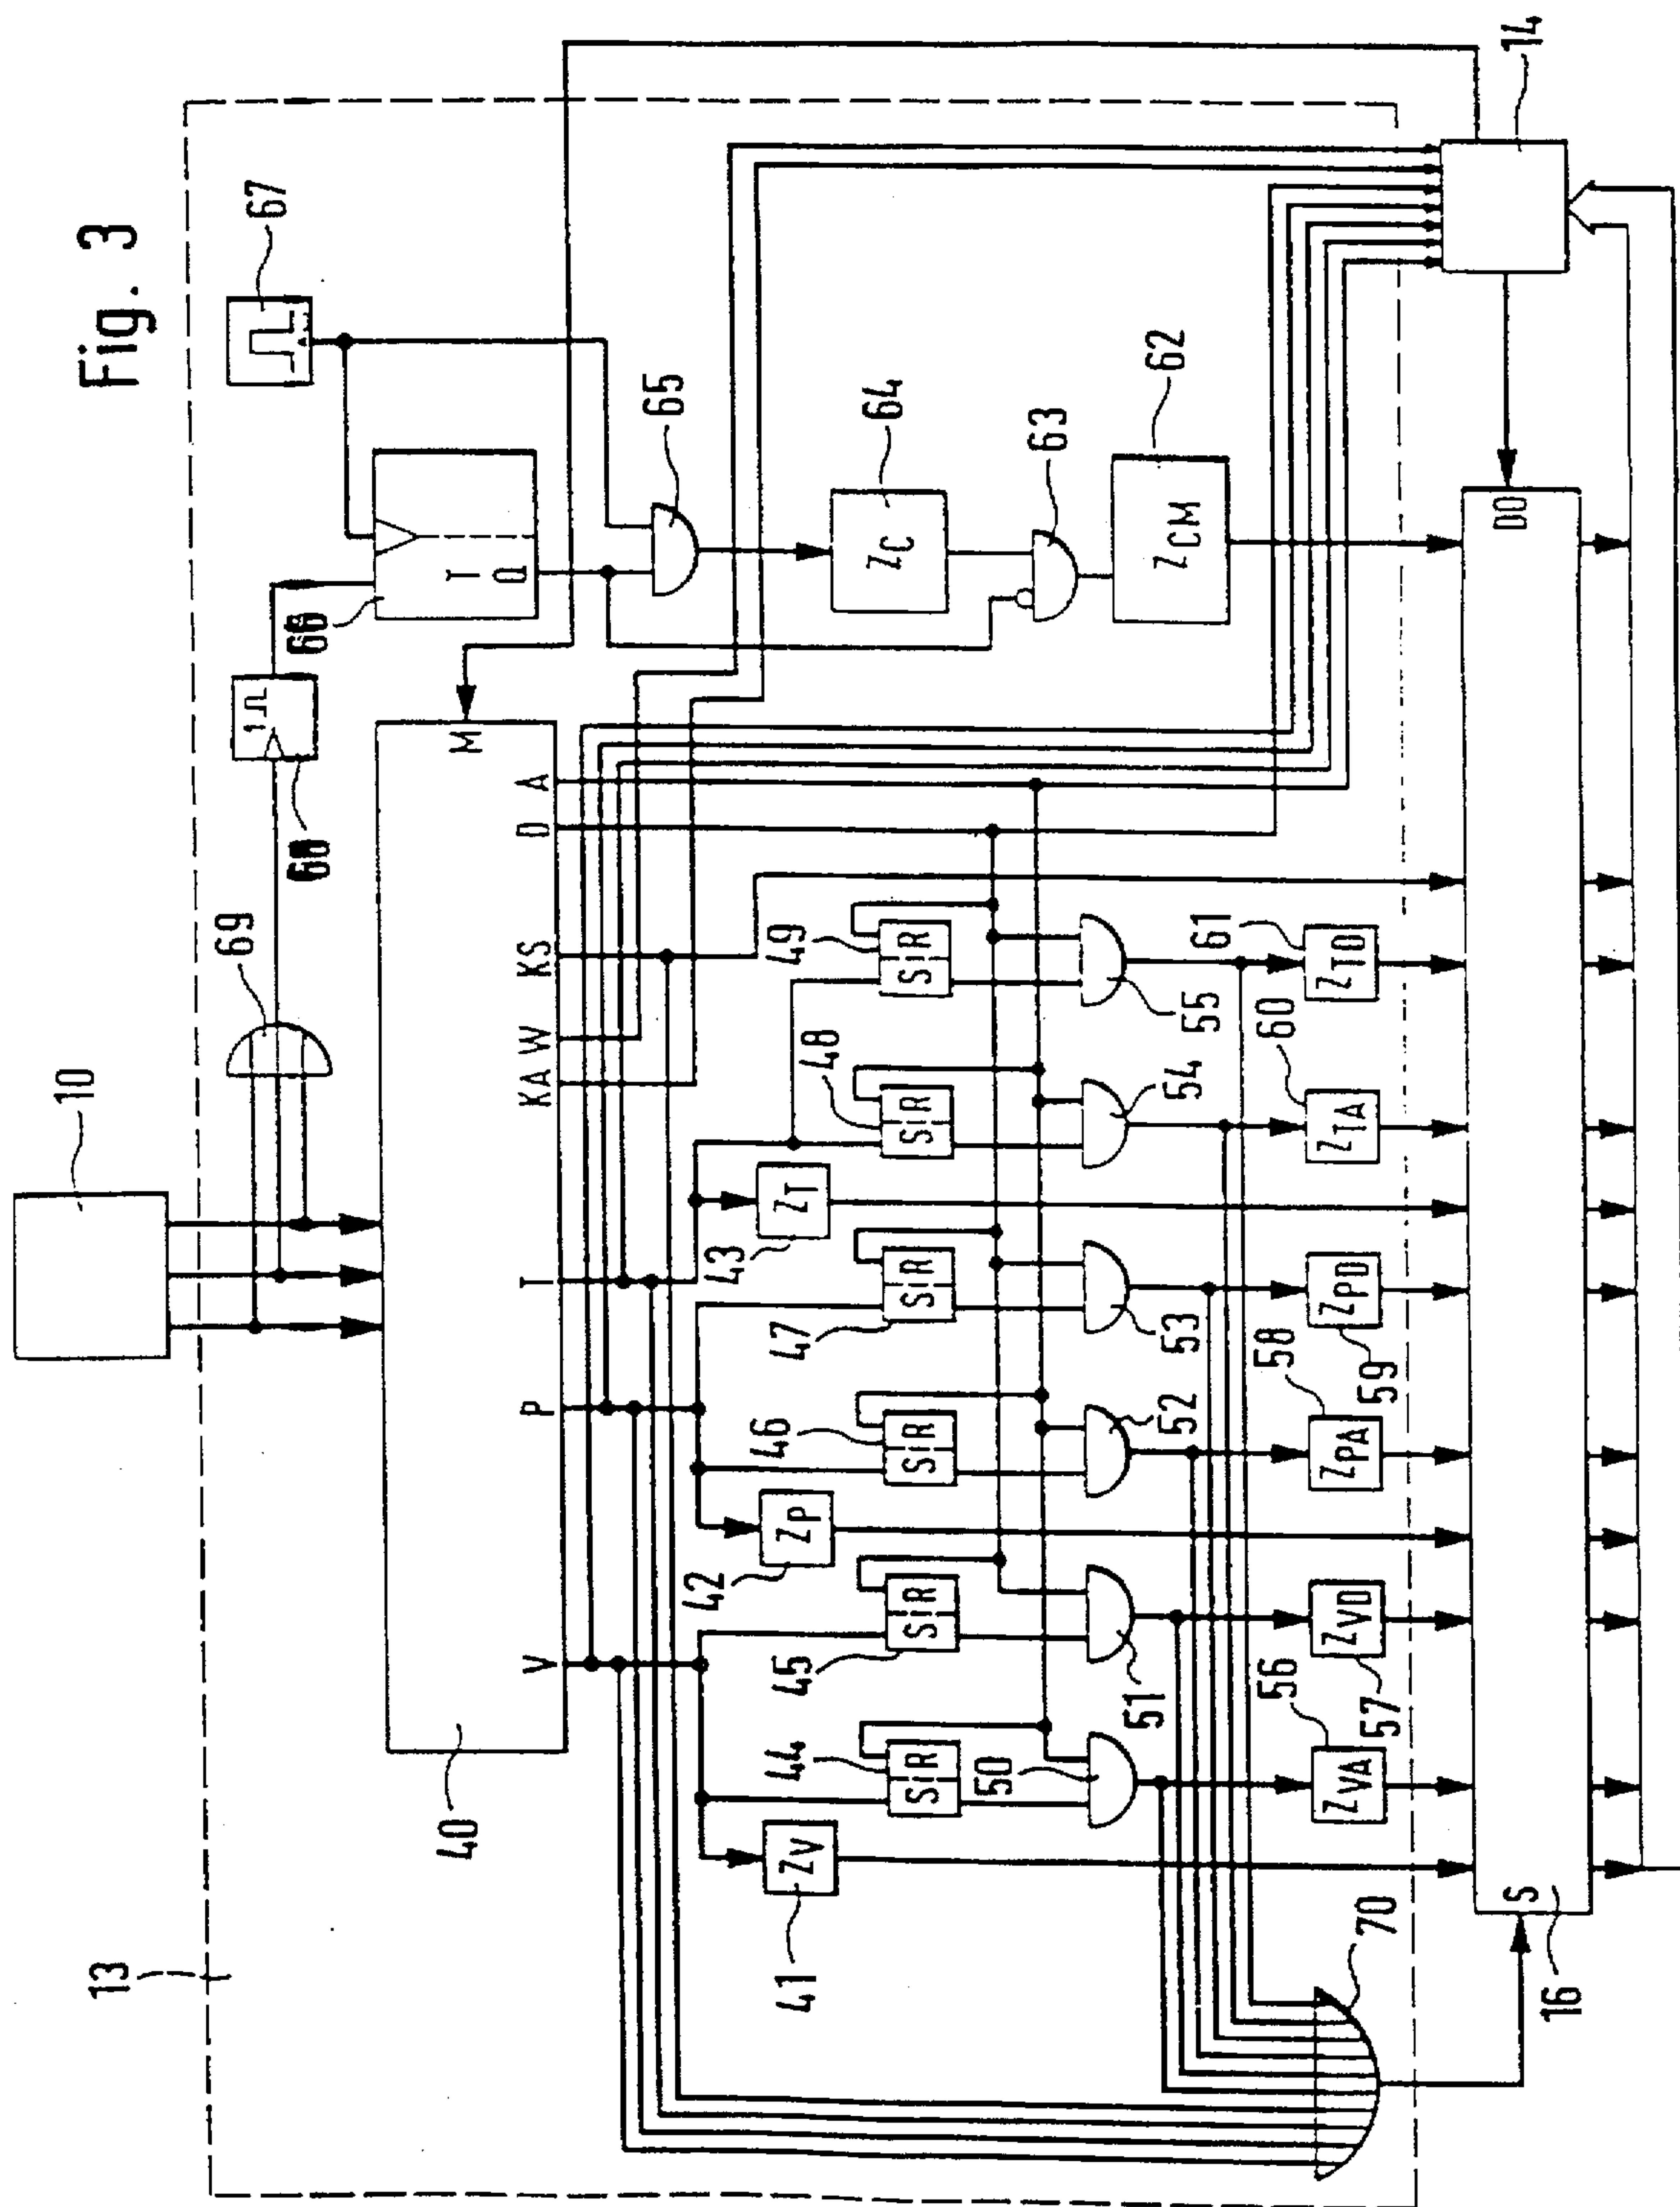 Fig. 3
10
13
67
69
66
T
Q
65
64
Z_C
63
62
Z_CM
14
40
M
V
P
T
KA
W
KS
D
A
41
Z_V
42
Z_P
43
Z_T
44
S R
45
S R
46
S R
47
S R
48
S R
49
S R
50
51
52
53
54
55
56
Z_VA
57
Z_VD
58
Z_PA
59
Z_PD
60
Z_TA
61
Z_TD
70
S
DO
16